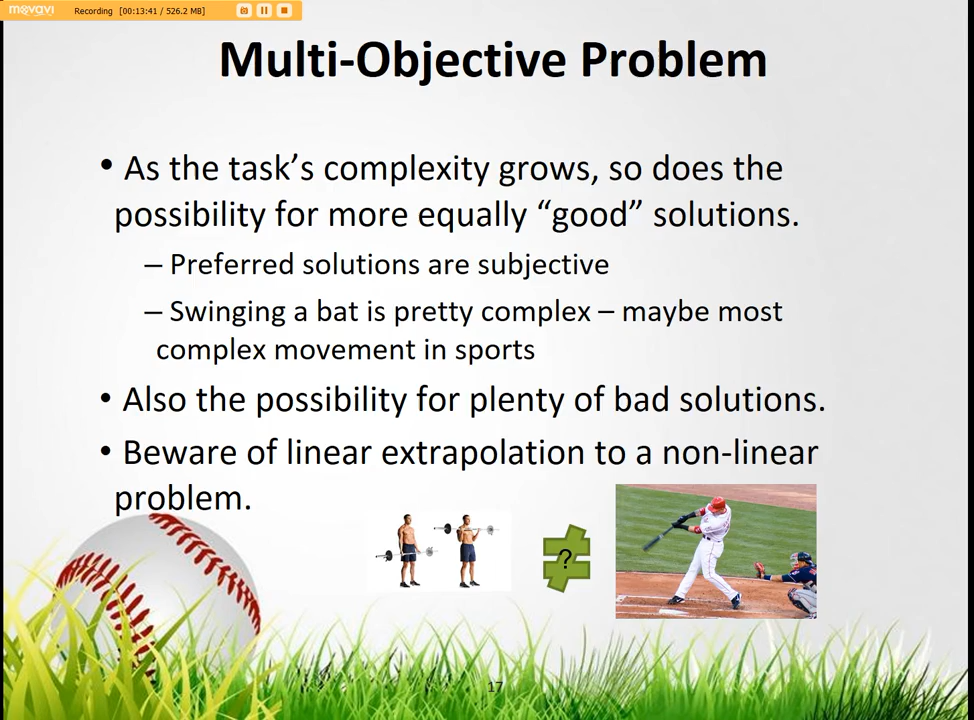 movavi
Recording [00:13:41 / 526.2 MB]
Multi-Objective Problem
• As the task’s complexity grows, so does the
possibility for more equally “good” solutions.
– Preferred solutions are subjective
– Swinging a bat is pretty complex – maybe most
complex movement in sports
• Also the possibility for plenty of bad solutions.
• Beware of linear extrapolation to a non-linear
problem.
?
17